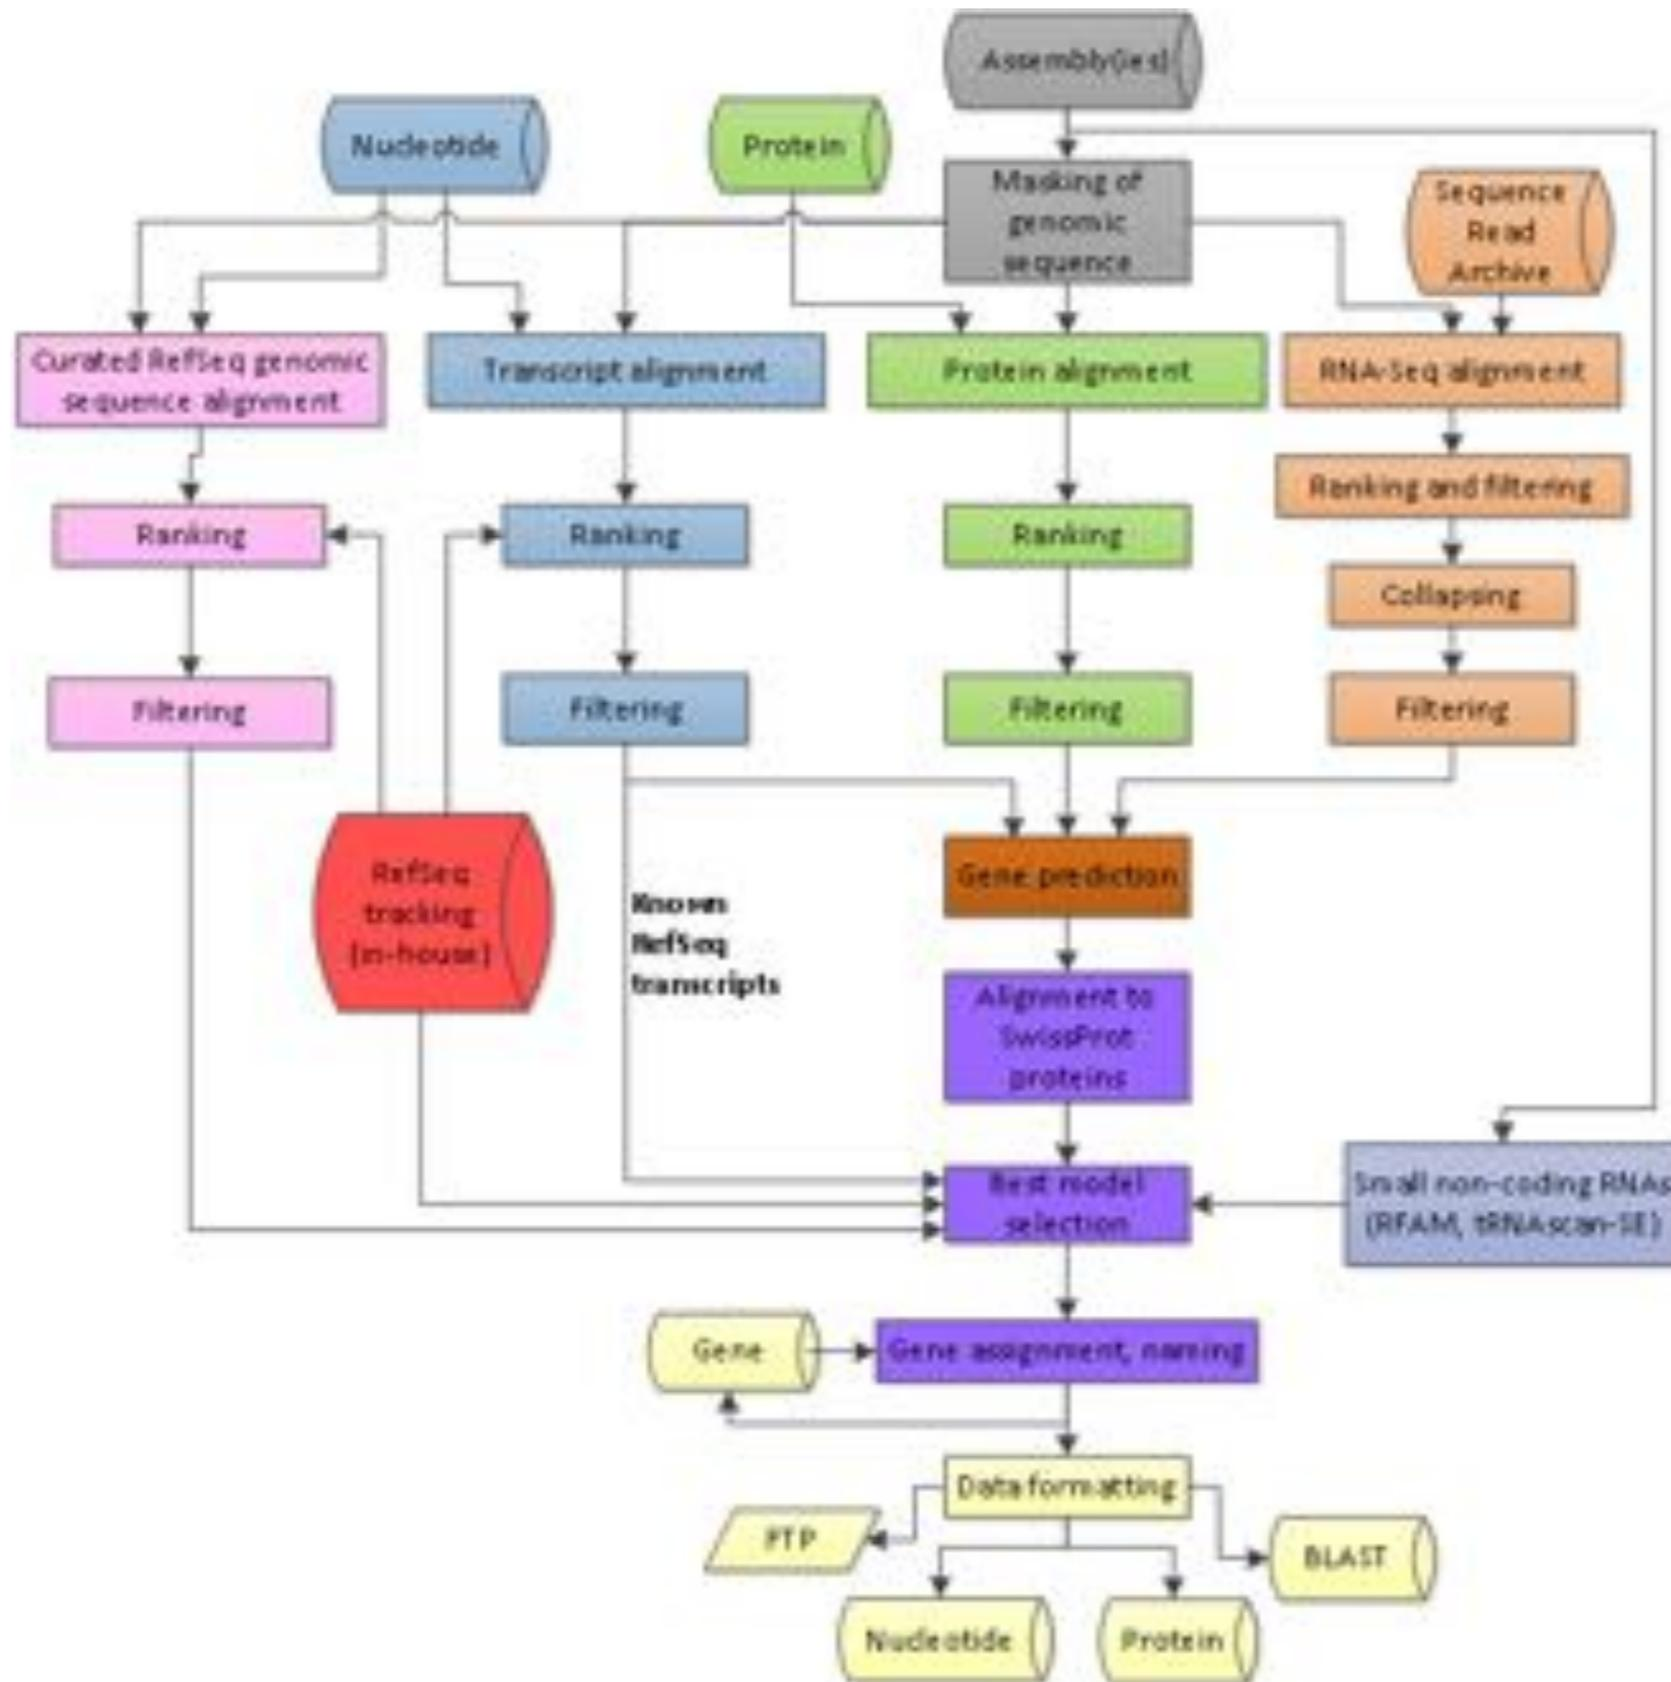 Assembly(ies)
Nucleotide
Protein
Masking of
genomic
sequence
Sequence
Read
Archive
Curated RefSeq genomic
sequence alignment
Transcript alignment
Protein alignment
RNA-Seq alignment
Ranking and filtering
Ranking
Ranking
Ranking
Collapsing
Filtering
Filtering
Filtering
Filtering
RefSeq
tracking
(in-house)
Known
RefSeq
transcripts
Gene prediction
Alignment to
SwissProt
proteins
Best model
selection
Small non-coding RNAs
(RFAM, tRNAscan-SE)
Gene
Gene assignment, naming
Data formatting
FTP
BLAST
Nucleotide
Protein